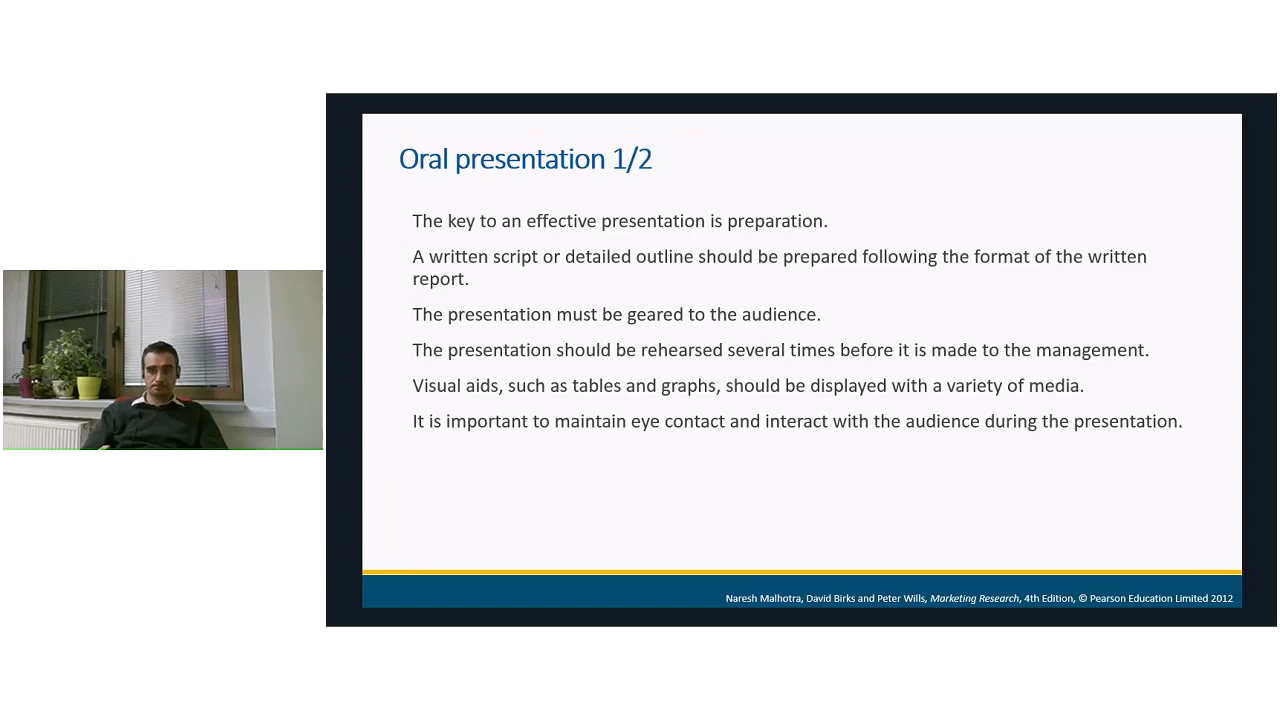 Oral presentation 1/2
The key to an effective presentation is preparation.
A written script or detailed outline should be prepared following the format of the written
report.
The presentation must be geared to the audience.
The presentation should be rehearsed several times before it is made to the management.
Visual aids, such as tables and graphs, should be displayed with a variety of media.
It is important to maintain eye contact and interact with the audience during the presentation.
Naresh Malhotra, David Birks and Peter Wills, Marketing Research, 4th Edition, © Pearson Education Limited 2012